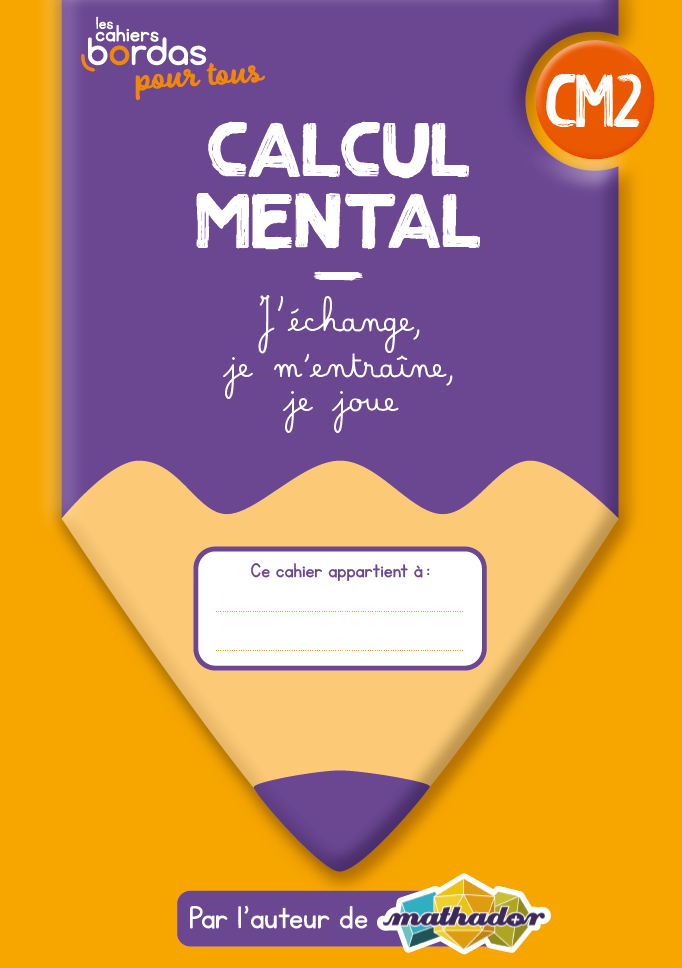 les
cahiers
bordas
pour tous
CM2
CALCUL
MENTAL
J'échange,
je m'entraîne,
je joue
Ce cahier appartient à :
Par l'auteur de mathador